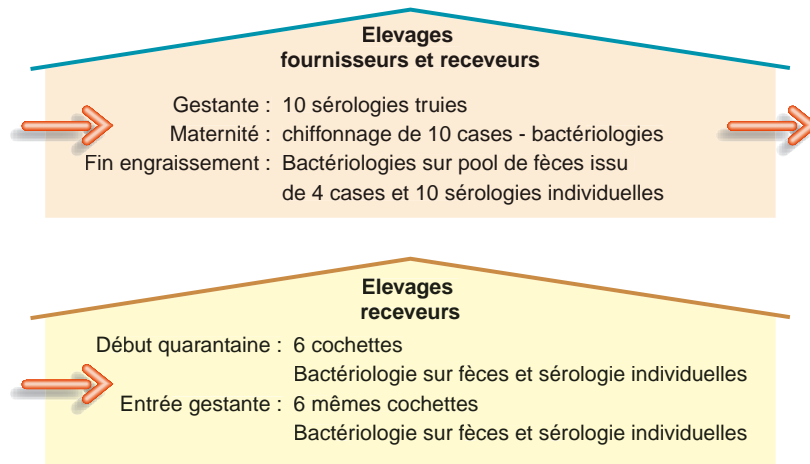 Elevages
fournisseurs et receveurs
Gestante : 10 sérologies truies
Maternité : chiffonnage de 10 cases - bactériologies
Fin engraissement : Bactériologies sur pool de fèces issu
de 4 cases et 10 sérologies individuelles
Elevages
receveurs
Début quarantaine : 6 cochettes
Bactériologie sur fèces et sérologie individuelles
Entrée gestante : 6 mêmes cochettes
Bactériologie sur fèces et sérologie individuelles